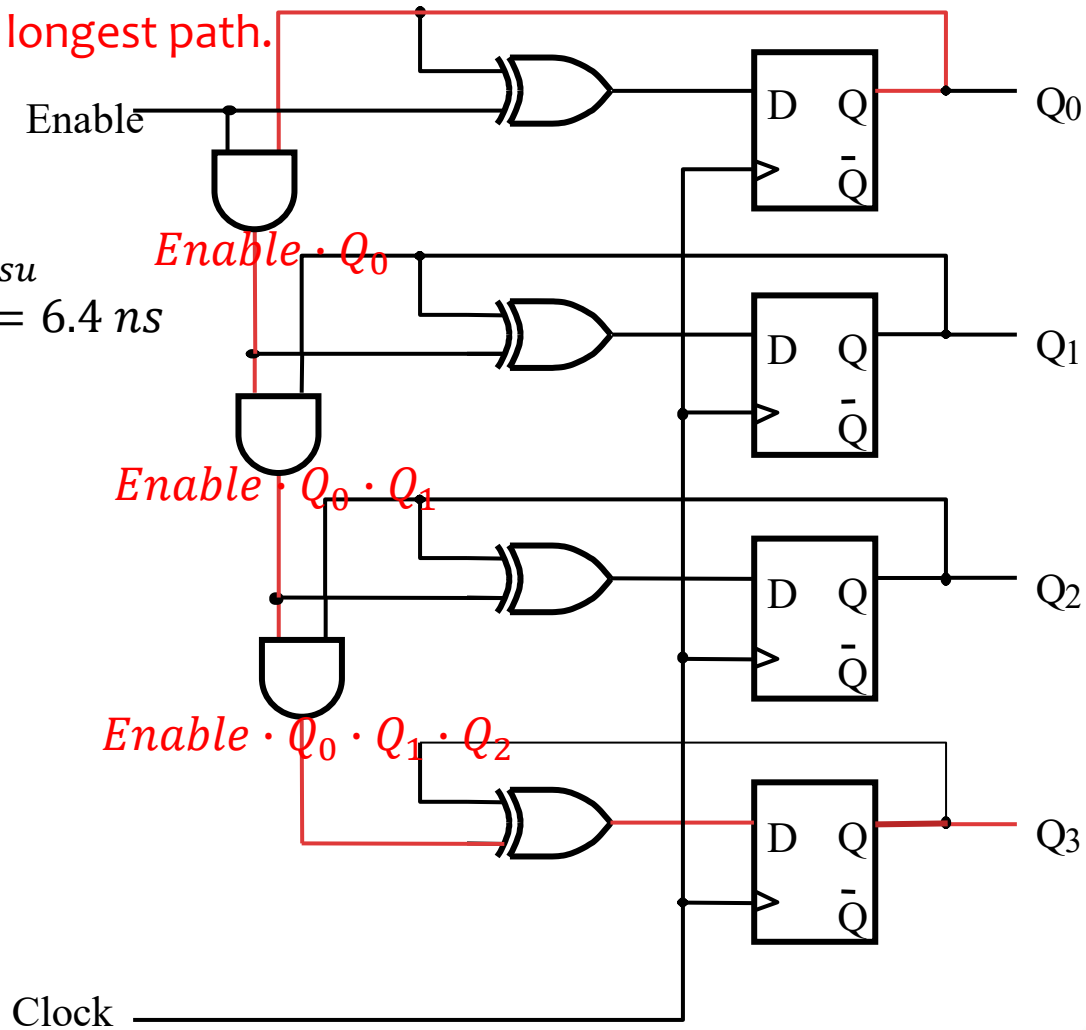 longest path.
Enable
D Q
Q̄
Q₀
Enable · Q₀
su
= 6.4 ns
D Q
Q̄
Q₁
Enable · Q₀ · Q₁
D Q
Q̄
Q₂
Enable · Q₀ · Q₁ · Q₂
D Q
Q̄
Q₃
Clock